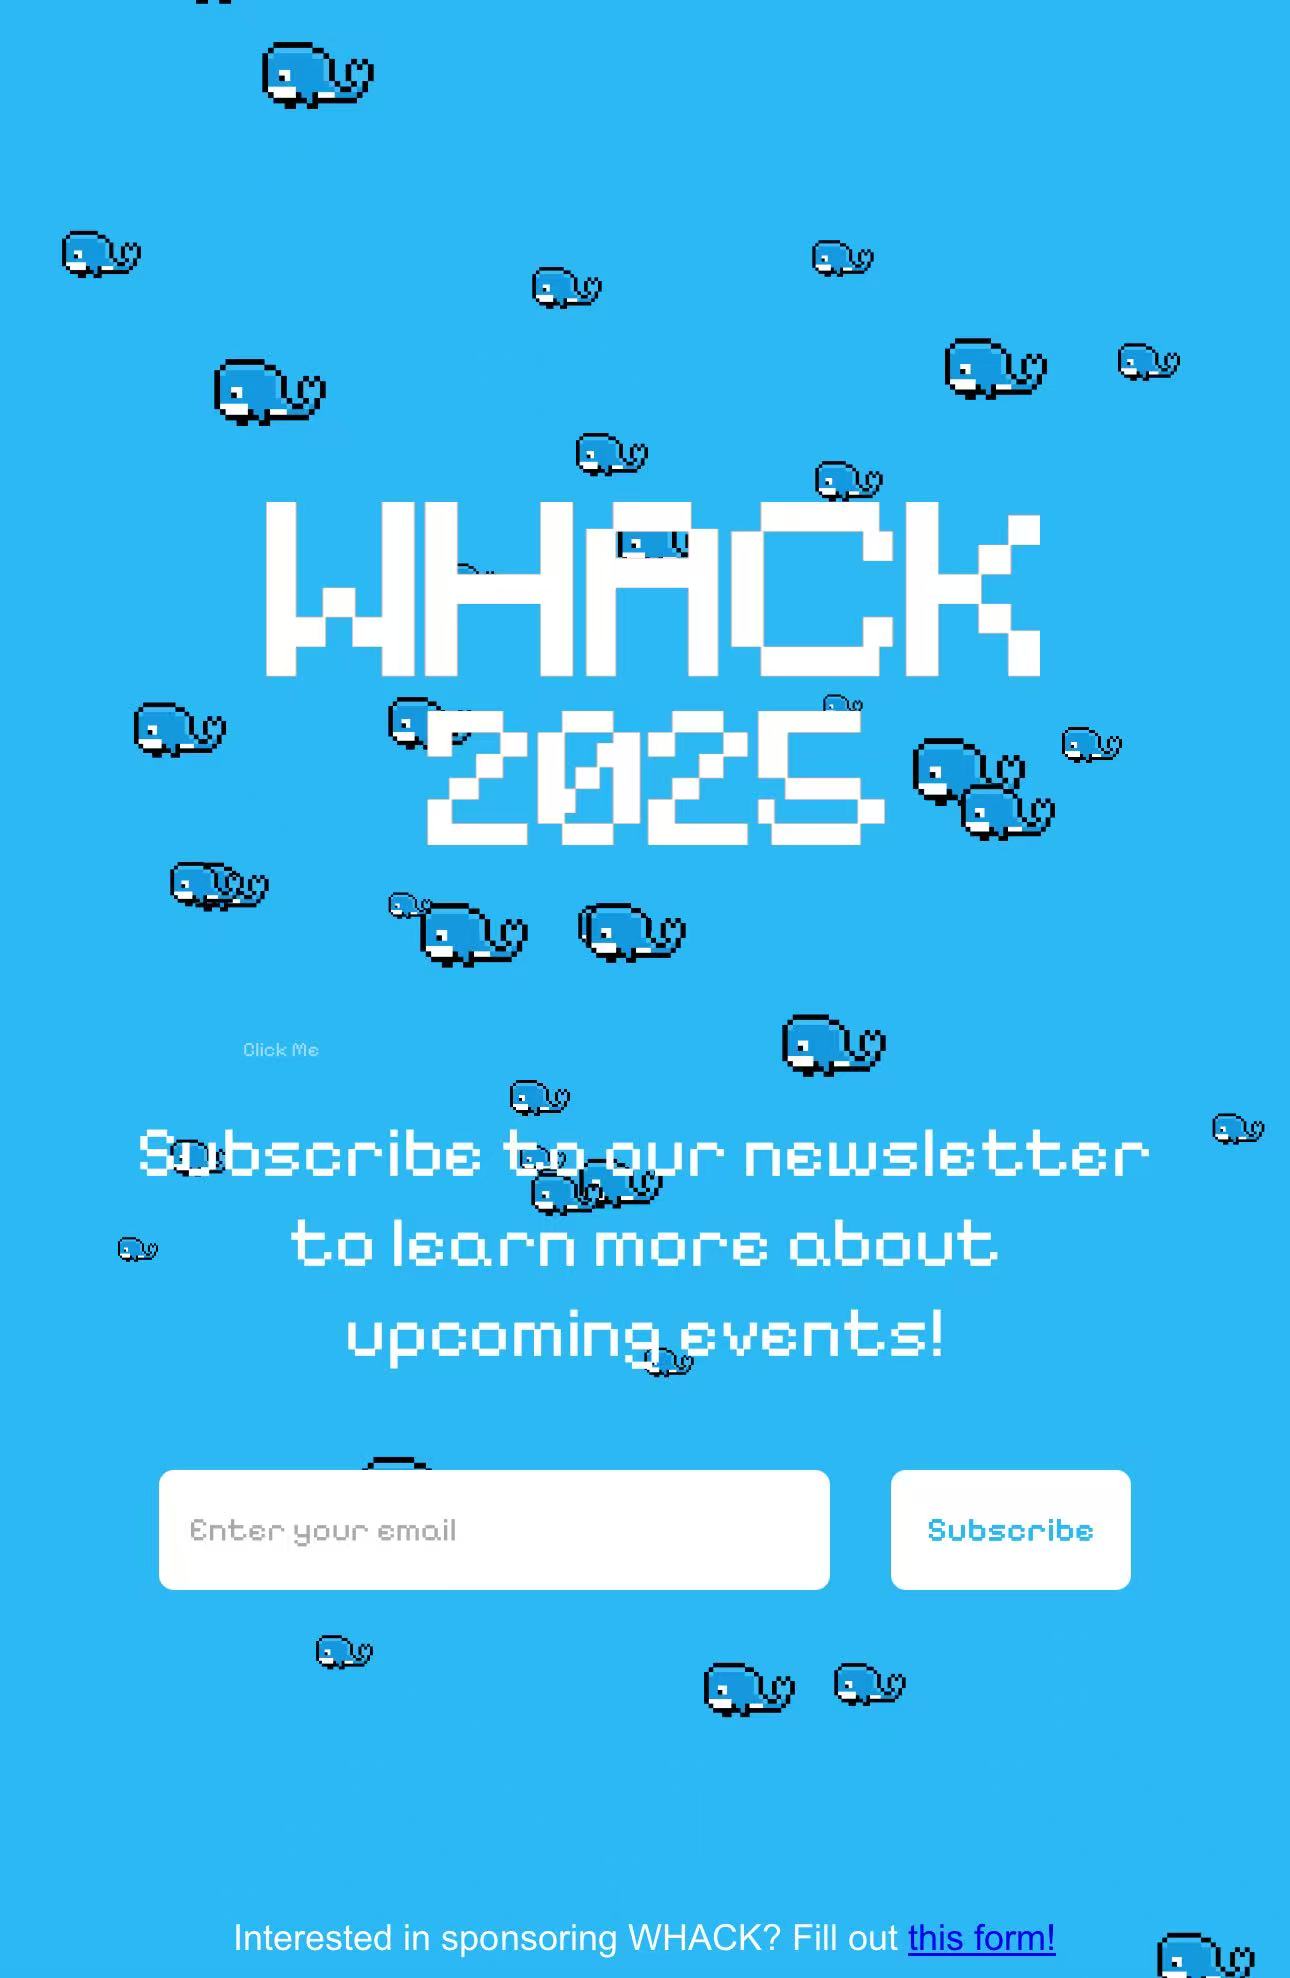 WHACK
2025
Click Me
Subscribe to our newsletter
to learn more about
upcoming events!
Enter your email
Subscribe
Interested in sponsoring WHACK? Fill out this form!